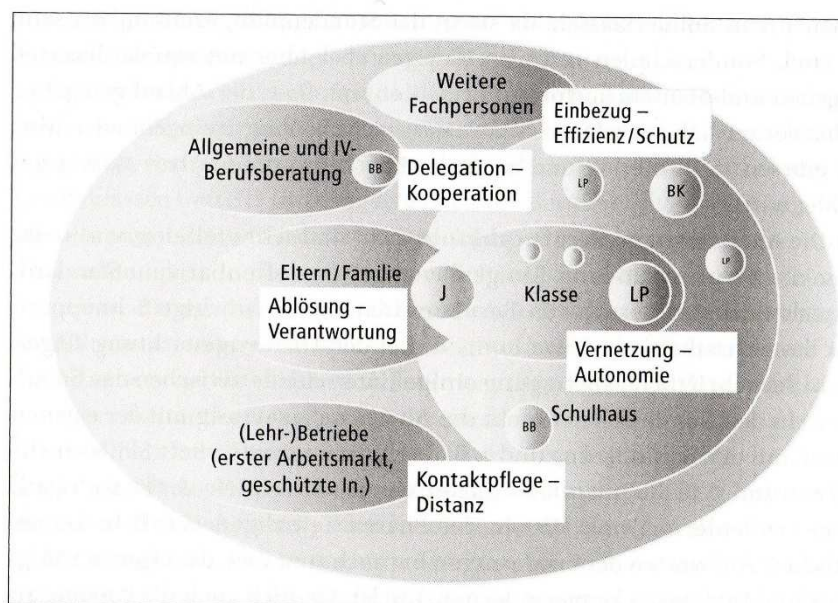 Weitere
Fachpersonen
Einbezug –
Effizienz/Schutz
Allgemeine und IV-
Berufsberatung
BB
Delegation –
Kooperation
LP
BK
LP
Eltern/Familie
J
Klasse
LP
Ablösung –
Verantwortung
Vernetzung –
Autonomie
BB
Schulhaus
(Lehr-)Betriebe
(erster Arbeitsmarkt,
geschützte In.)
Kontaktpflege –
Distanz